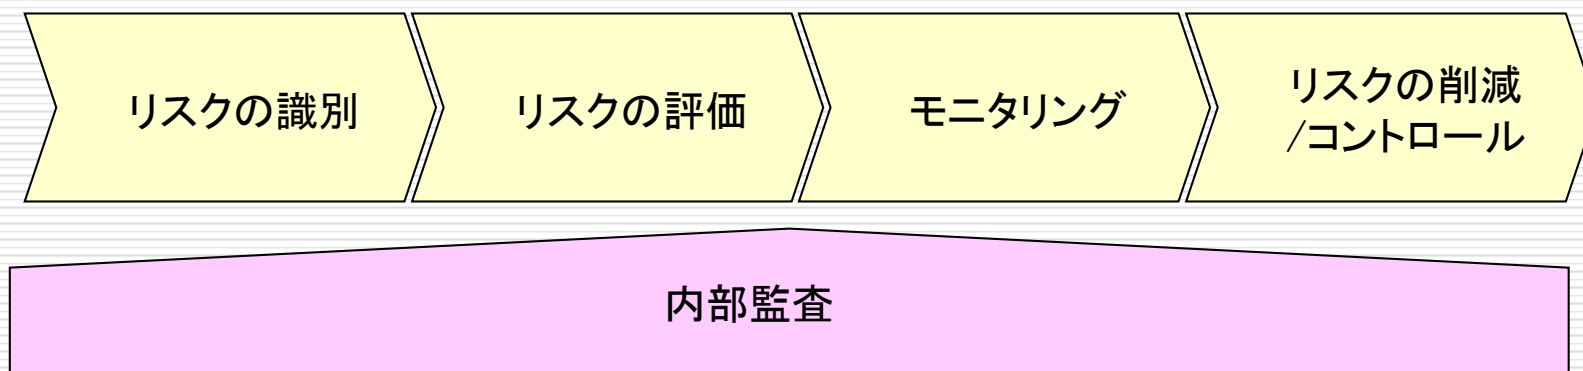 リスクの識別
リスクの評価
モニタリング
リスクの削減
/コントロール
内部監査